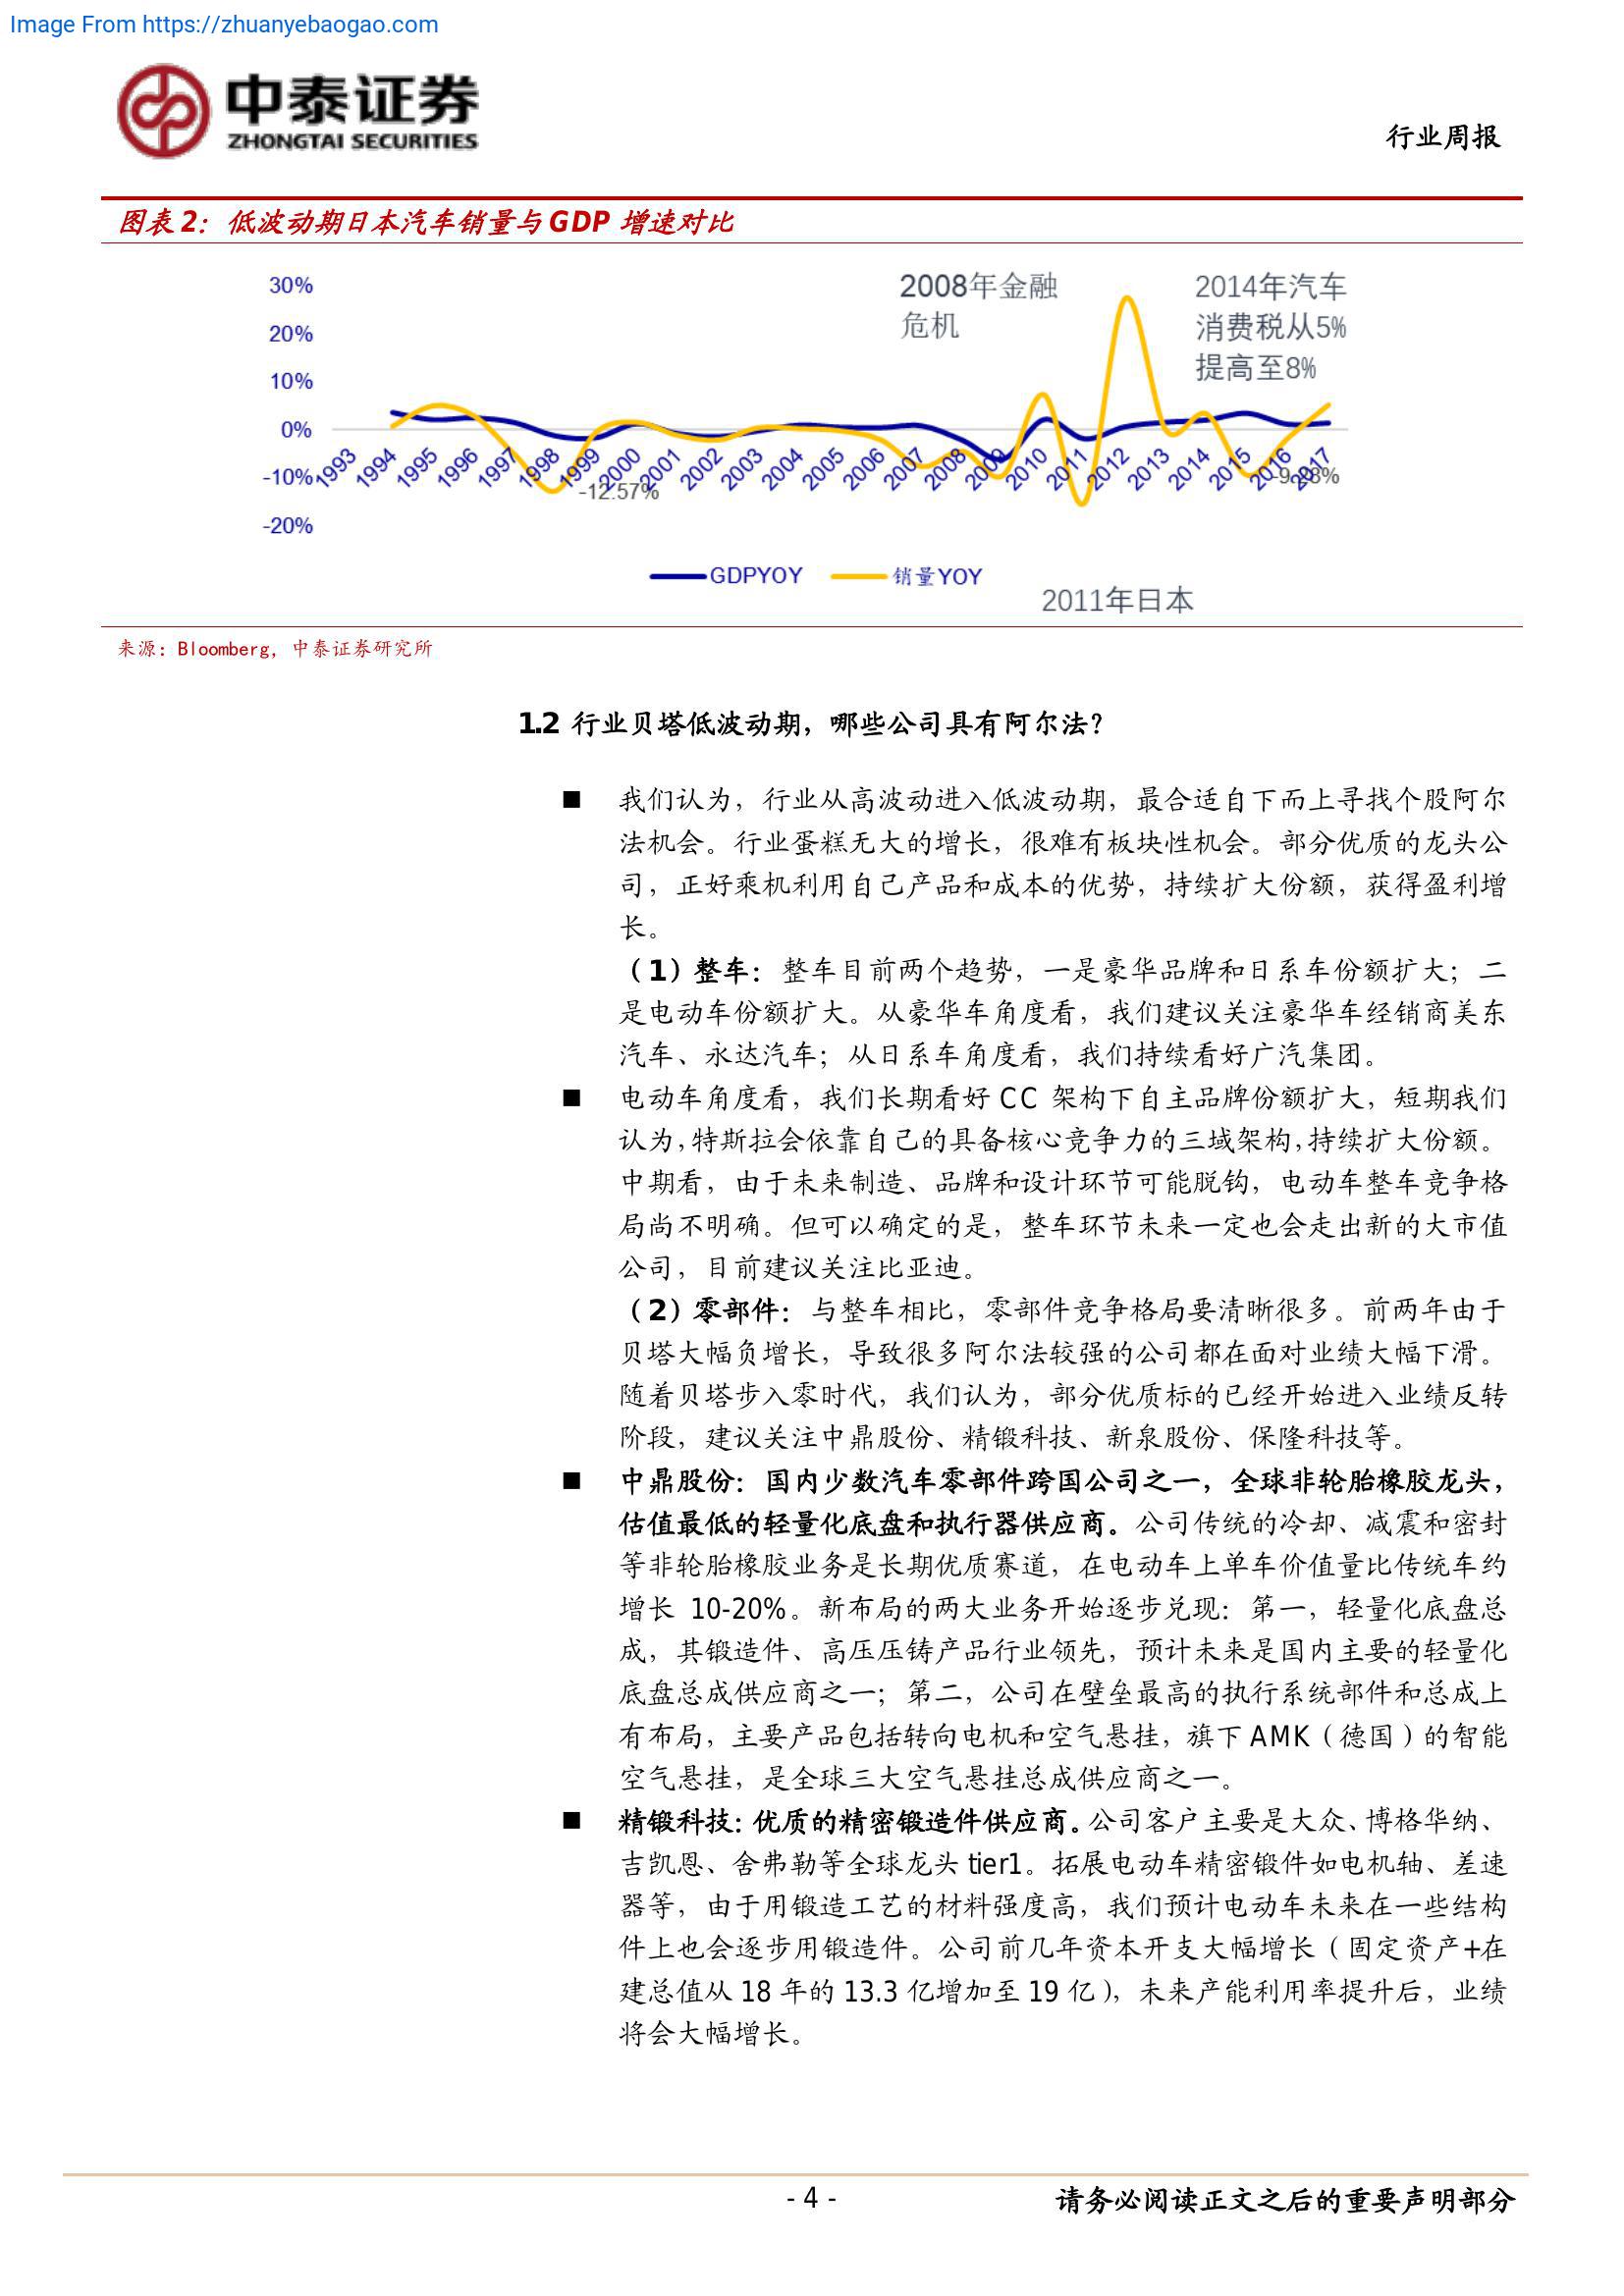 Image From https://zhuanyebaogao.com
中泰证券
ZHONGTAI SECURITIES
行业周报
图表2：低波动期日本汽车销量与GDP 增速对比
30%
20%
10%
0%
-10%
-20%
2008年金融
危机
2014年汽车
消费税从5%
提高至8%
1993 1994 1995 1996 1997 1998 1999 2000 2001 2002 2003 2004 2005 2006 2007 2008 2009 2010 2011 2012 2013 2014 2015 2016 2017
-12.57%
-9.28%
GDPYOY 销量YOY
2011年日本
来源：Bloomberg，中泰证券研究所
1.2 行业贝塔低波动期，哪些公司具有阿尔法？
■ 我们认为，行业从高波动进入低波动期，最合适自下而上寻找个股阿尔
法机会。行业蛋糕无大的增长，很难有板块性机会。部分优质的龙头公
司，正好乘机利用自己产品和成本的优势，持续扩大份额，获得盈利增
长。
（1）整车：整车目前两个趋势，一是豪华品牌和日系车份额扩大；二
是电动车份额扩大。从豪华车角度看，我们建议关注豪华车经销商美东
汽车、永达汽车；从日系车角度看，我们持续看好广汽集团。
■ 电动车角度看，我们长期看好 CC 架构下自主品牌份额扩大，短期我们
认为，特斯拉会依靠自己的具备核心竞争力的三域架构，持续扩大份额。
中期看，由于未来制造、品牌和设计环节可能脱钩，电动车整车竞争格
局尚不明确。但可以确定的是，整车环节未来一定也会走出新的大市值
公司，目前建议关注比亚迪。
（2）零部件：与整车相比，零部件竞争格局要清晰很多。前两年由于
贝塔大幅负增长，导致很多阿尔法较强的公司都在面对业绩大幅下滑。
随着贝塔步入零时代，我们认为，部分优质标的已经开始进入业绩反转
阶段，建议关注中鼎股份、精锻科技、新泉股份、保隆科技等。
■ 中鼎股份：国内少数汽车零部件跨国公司之一，全球非轮胎橡胶龙头，
估值最低的轻量化底盘和执行器供应商。公司传统的冷却、减震和密封
等非轮胎橡胶业务是长期优质赛道，在电动车上单车价值量比传统车约
增长 10-20%。新布局的两大业务开始逐步兑现：第一，轻量化底盘总
成，其锻造件、高压压铸产品行业领先，预计未来是国内主要的轻量化
底盘总成供应商之一；第二，公司在壁垒最高的执行系统部件和总成上
有布局，主要产品包括转向电机和空气悬挂，旗下 AMK（德国）的智能
空气悬挂，是全球三大空气悬挂总成供应商之一。
■ 精锻科技：优质的精密锻造件供应商。公司客户主要是大众、博格华纳、
吉凯恩、舍弗勒等全球龙头 tier1。拓展电动车精密锻件如电机轴、差速
器等，由于用锻造工艺的材料强度高，我们预计电动车未来在一些结构
件上也会逐步用锻造件。公司前几年资本开支大幅增长（固定资产+在
建总值从 18 年的 13.3 亿增加至 19 亿），未来产能利用率提升后，业绩
将会大幅增长。
- 4 -
请务必阅读正文之后的重要声明部分